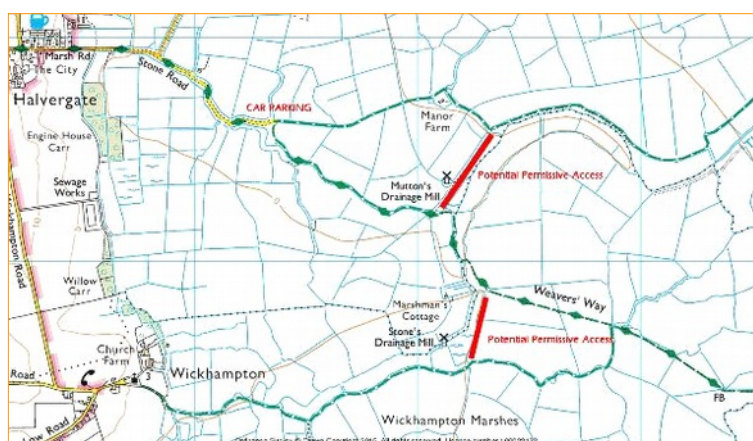 Marsh Rd
The City
Halvergate
Stone Road
CAR PARKING
Engine House
Carr
Manor
Farm
Sewage
Works
Mutton's
Drainage Mill
Potential Permissive Access
Willow
Carr
Marshman's
Cottage
Weavers' Way
Stone's
Drainage Mill
Potential Permissive Access
Church
Farm
Road
3
Wickhampton
FB
Low Road
Wickhampton Marshes